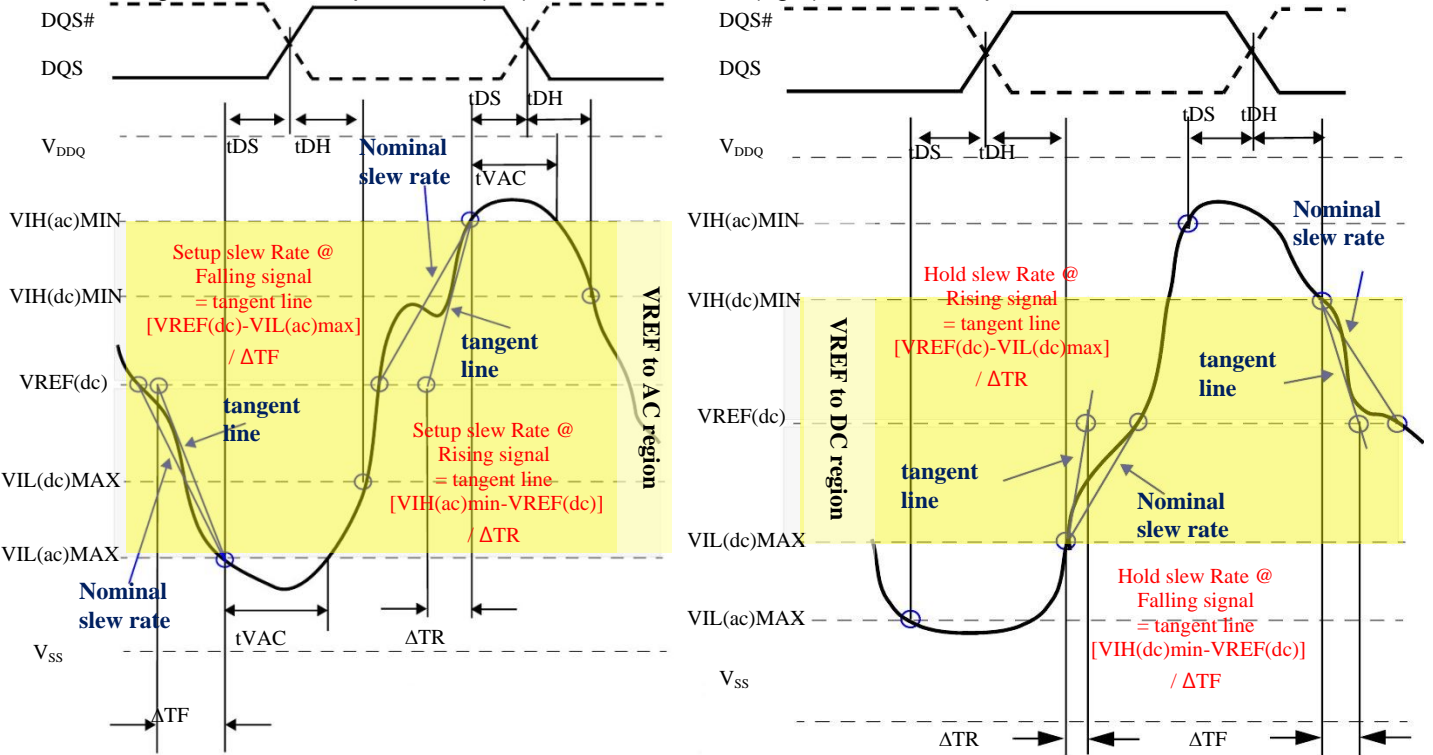 DQS#
DQS
tDS
tDH
tDS
tDH
VDDQ
Nominal
slew rate
tVAC
VIH(ac)MIN
Setup slew Rate @
Falling signal
= tangent line
[VREF(dc)-VIL(ac)max]
/ ΔTF
VIH(dc)MIN
tangent
line
VREF to AC region
VREF(dc)
tangent
line
Setup slew Rate @
Rising signal
= tangent line
[VIH(ac)min-VREF(dc)]
/ ΔTR
VIL(dc)MAX
VIL(ac)MAX
Nominal
slew rate
tVAC
ΔTR
VSS
ΔTF
DQS#
DQS
tDS
tDH
tDS
tDH
VDDQ
VIH(ac)MIN
Nominal
slew rate
Hold slew Rate @
Rising signal
= tangent line
[VREF(dc)-VIL(dc)max]
/ ΔTR
VIH(dc)MIN
VREF to DC region
tangent
line
VREF(dc)
tangent
line
Nominal
slew rate
VIL(dc)MAX
Hold slew Rate @
Falling signal
= tangent line
[VIH(dc)min-VREF(dc)]
/ ΔTF
VIL(ac)MAX
VSS
ΔTR
ΔTF